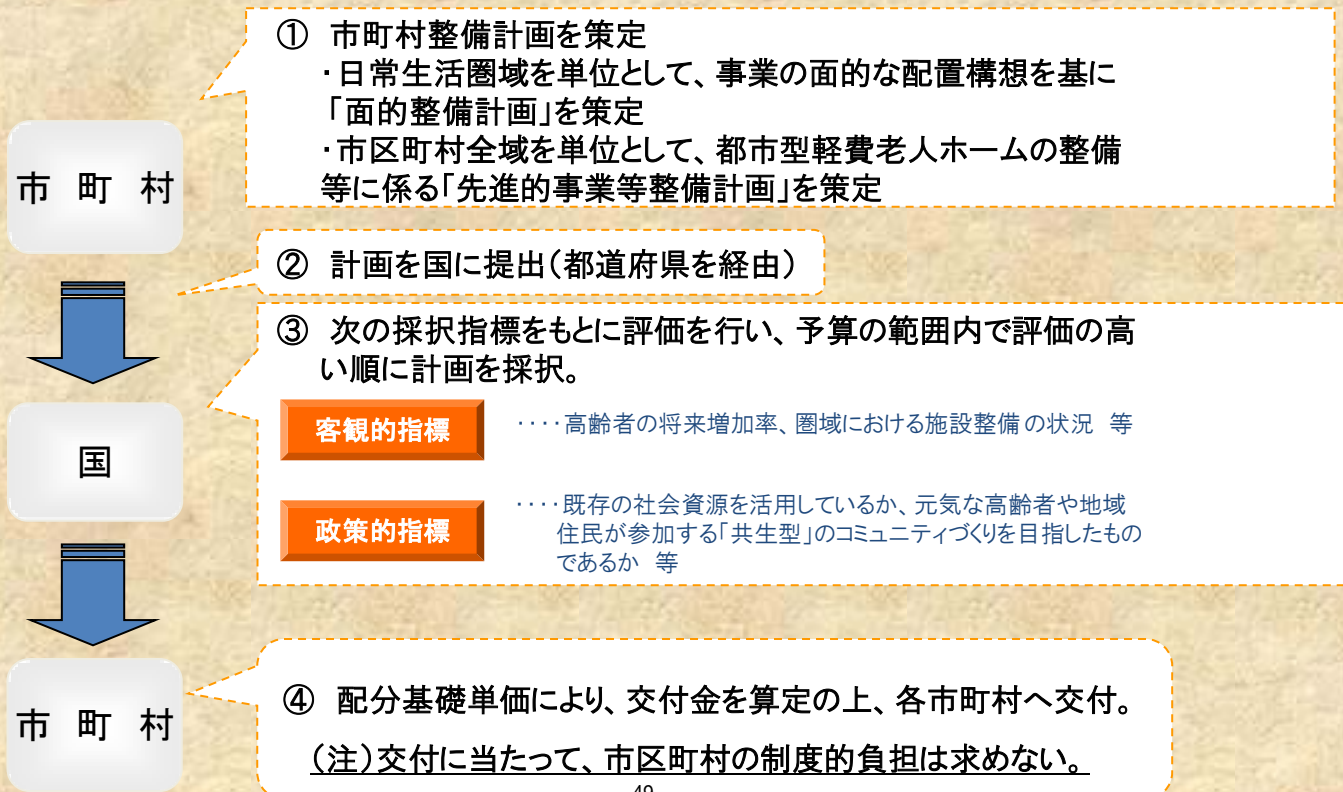 ① 市町村整備計画を策定
・日常生活圏域を単位として、事業の面的な配置構想を基に
「面的整備計画」を策定
・市区町村全域を単位として、都市型軽費老人ホームの整備
等に係る「先進的事業等整備計画」を策定
市 町 村
② 計画を国に提出（都道府県を経由）
③ 次の採択指標をもとに評価を行い、予算の範囲内で評価の高
い順に計画を採択。
客観的指標
‥‥高齢者の将来増加率、圏域における施設整備の状況 等
国
政策的指標
‥‥既存の社会資源を活用しているか、元気な高齢者や地域
住民が参加する「共生型」のコミュニティづくりを目指したもの
であるか 等
④ 配分基礎単価により、交付金を算定の上、各市町村へ交付。
市 町 村
（注）交付に当たって、市区町村の制度的負担は求めない。
49